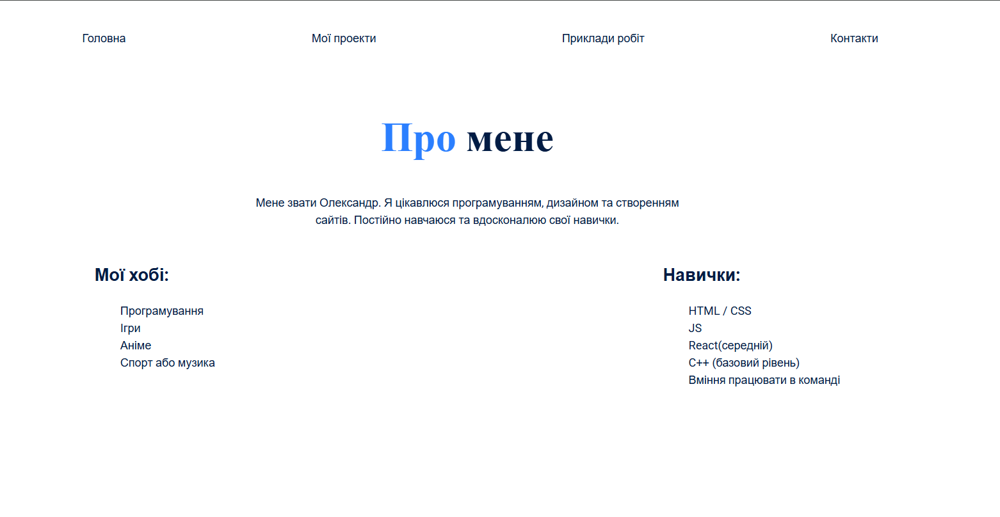 Головна Мої проекти Приклади робіт Контакти
Про мене
Мене звати Олександр. Я цікавлюся програмуванням, дизайном та створенням
сайтів. Постійно навчаюся та вдосконалюю свої навички.
Мої хобі:
Програмування
Ігри
Аніме
Спорт або музика
Навички:
HTML / CSS
JS
React(середній)
C++ (базовий рівень)
Вміння працювати в команді